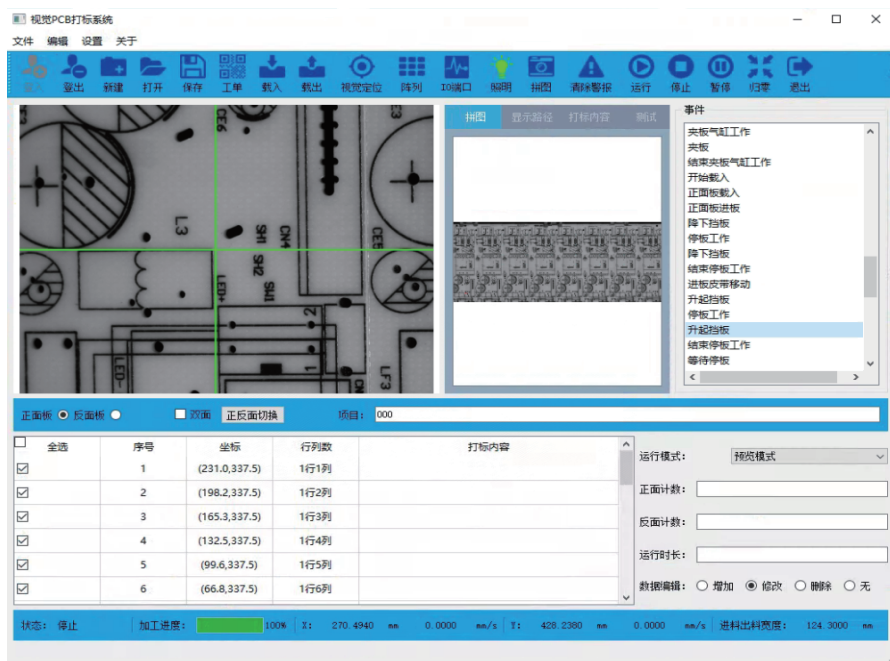 视觉PCB打标系统
文件 编辑 设置 关于
登入 登出 新建 打开 保存 工单 载入 载出 视觉定位 阵列 IO端口 照明 拼图 清除警报 运行 停止 暂停 归零 退出
CE6
CE3
L3
SH1
CN4
CE8
SH2
SW1
LED+
2
1
LED-
LF3
拼图 显示路径 打标内容 测试
事件
夹板气缸工作
夹板
结束夹板气缸工作
开始载入
正面板载入
正面板进板
降下挡板
停板工作
降下挡板
结束停板工作
进板皮带移动
升起挡板
停板工作
升起挡板
结束停板工作
等待停板
正面板 反面板 双面 正反面切换 项目: 000
全选 序号 坐标 行列数 打标内容
1 (231.0,337.5) 1行1列
2 (198.2,337.5) 1行2列
3 (165.3,337.5) 1行3列
4 (132.5,337.5) 1行4列
5 (99.6,337.5) 1行5列
6 (66.8,337.5) 1行6列
运行模式: 预览模式
正面计数:
反面计数:
运行时长:
数据编辑: 增加 修改 删除 无
状态: 停止 加工进度: 100% X: 270.4940 mm 0.0000 mm/s Y: 428.2380 mm 0.0000 mm/s 进料出料宽度: 124.3000 mm